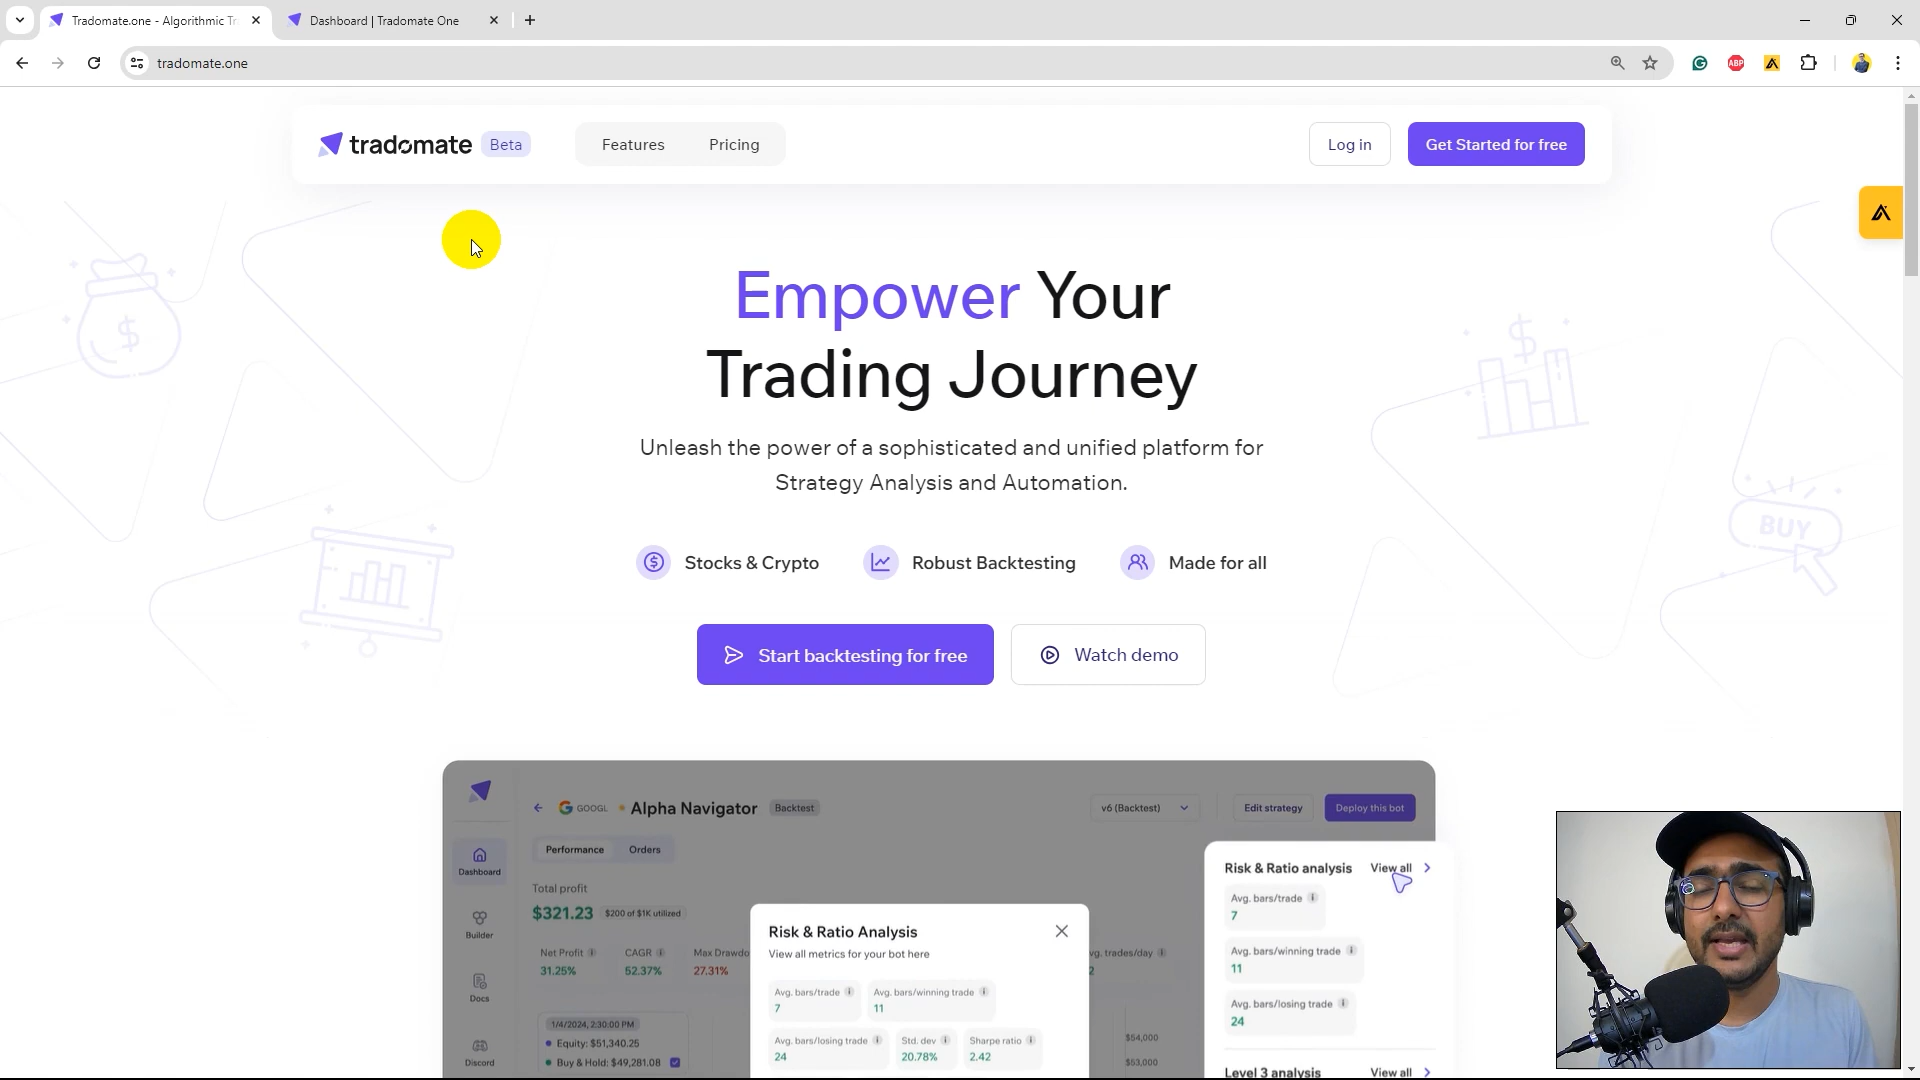 Tradomate.one - Algorithmic Tr
Dashboard | Tradomate One
tradomate.one
ABP
tradomate Beta
Features
Pricing
Log in
Get Started for free
Empower Your
Trading Journey
Unleash the power of a sophisticated and unified platform for
Strategy Analysis and Automation.
Stocks & Crypto
Robust Backtesting
Made for all
BUY
Start backtesting for free
Watch demo
GOOGL
Alpha Navigator
Backtest
v6 (Backtest)
Edit strategy
Deploy this bot
Dashboard
Builder
Docs
Discord
Performance
Orders
Total profit
$321.23 $200 of $1K utilized
Net Profit
31.25%
CAGR
52.37%
Max Drawdo
27.31%
vg. trades/day
2
1/4/2024, 2:30:00 PM
Equity: $51,340.25
Buy & Hold: $49,281.08
Risk & Ratio Analysis
View all metrics for your bot here
Avg. bars/trade
7
Avg. bars/winning trade
11
Avg. bars/losing trade
24
Std. dev
20.78%
Sharpe ratio
2.42
$54,000
$53,000
Risk & Ratio analysis
View all
Avg. bars/trade
7
Avg. bars/winning trade
11
Avg. bars/losing trade
24
Level 3 analysis
View all